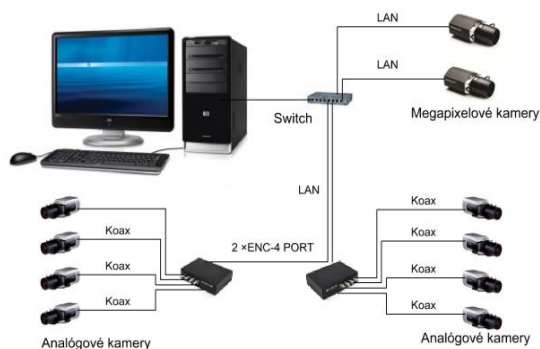 LAN
LAN
Megapixelové kamery
Switch
LAN
2 ×ENC-4 PORT
Koax
Koax
Koax
Analógové kamery
Koax
Koax
Koax
Koax
Analógové kamery